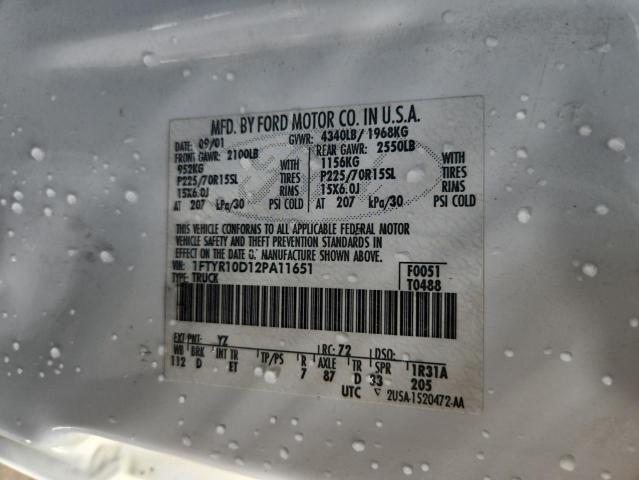 MFD. BY FORD MOTOR CO. IN U.S.A.
DATE: 09/01 GVWR: 4340LB/ 1968KG
FRONT GAWR: 2100LB REAR GAWR: 2550LB
952KG WITH 1156KG WITH
P225/70R15SL TIRES P225/70R15SL TIRES
15X6.0J RIMS 15X6.0J RIMS
AT 207 kPa/30 PSI COLD AT 207 kPa/30 PSI COLD
THIS VEHICLE CONFORMS TO ALL APPLICABLE FEDERAL MOTOR
VEHICLE SAFETY AND THEFT PREVENTION STANDARDS IN
EFFECT ON THE DATE OF MANUFACTURE SHOWN ABOVE.
VIN: 1FTYR10D12PA11651 F0051
TYPE: TRUCK T0488
EXT PNT: YZ RC: 72 DSO:
WB BRK INT TR TP/PS R AXLE TR SPR 1R31A
112 D ET 7 87 D 33 205
UTC 2USA-1520472-AA